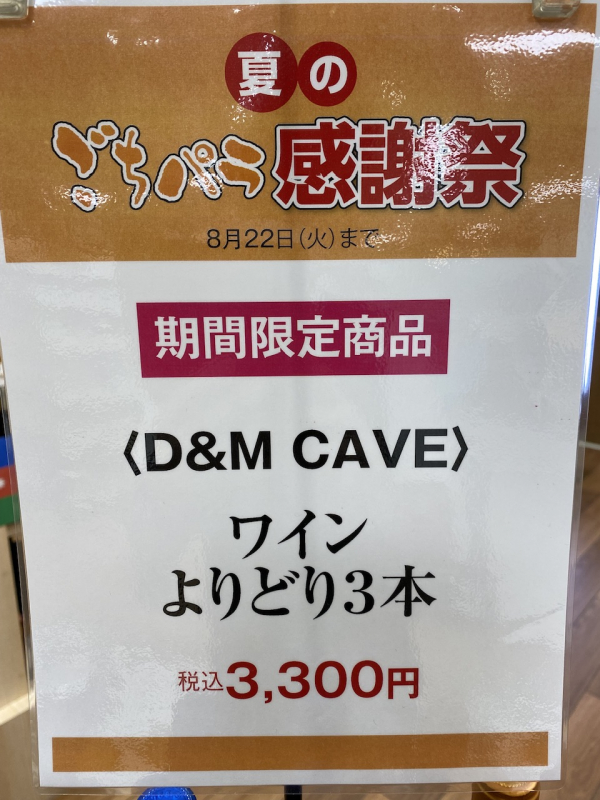 夏の
ごちパラ感謝祭
8月22日(火)まで
期間限定商品
〈D&M CAVE〉
ワイン
よりどり3本
税込3,300円